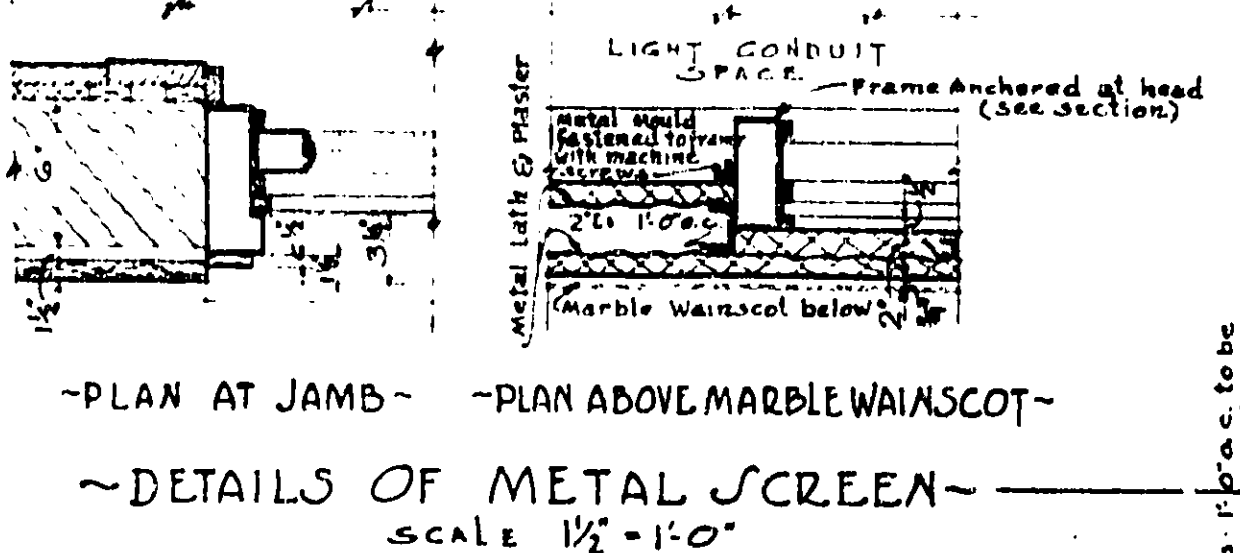 LIGHT CONDUIT
SPACE.
Frame Anchored at head
(see section)
Metal Mould
fastened to frame
with machine
screws
Metal Lath & Plaster
2" 1'-0" o.c.
Marble Wainscot below
1½"
3⅛"
2"
~PLAN AT JAMB~ ~PLAN ABOVE MARBLE WAINSCOT~
~DETAILS OF METAL SCREEN~
SCALE 1½" = 1'-0"
1'-0" o.c. to be